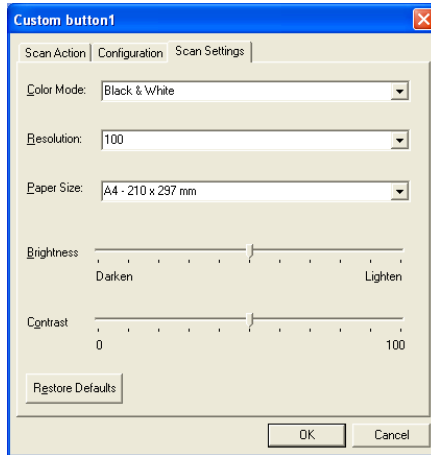 Custom button1
Scan Action Configuration Scan Settings
Color Mode: Black & White
Resolution: 100
Paper Size: A4 - 210 x 297 mm
Brightness
Darken Lighten
Contrast
0 100
Restore Defaults
OK Cancel